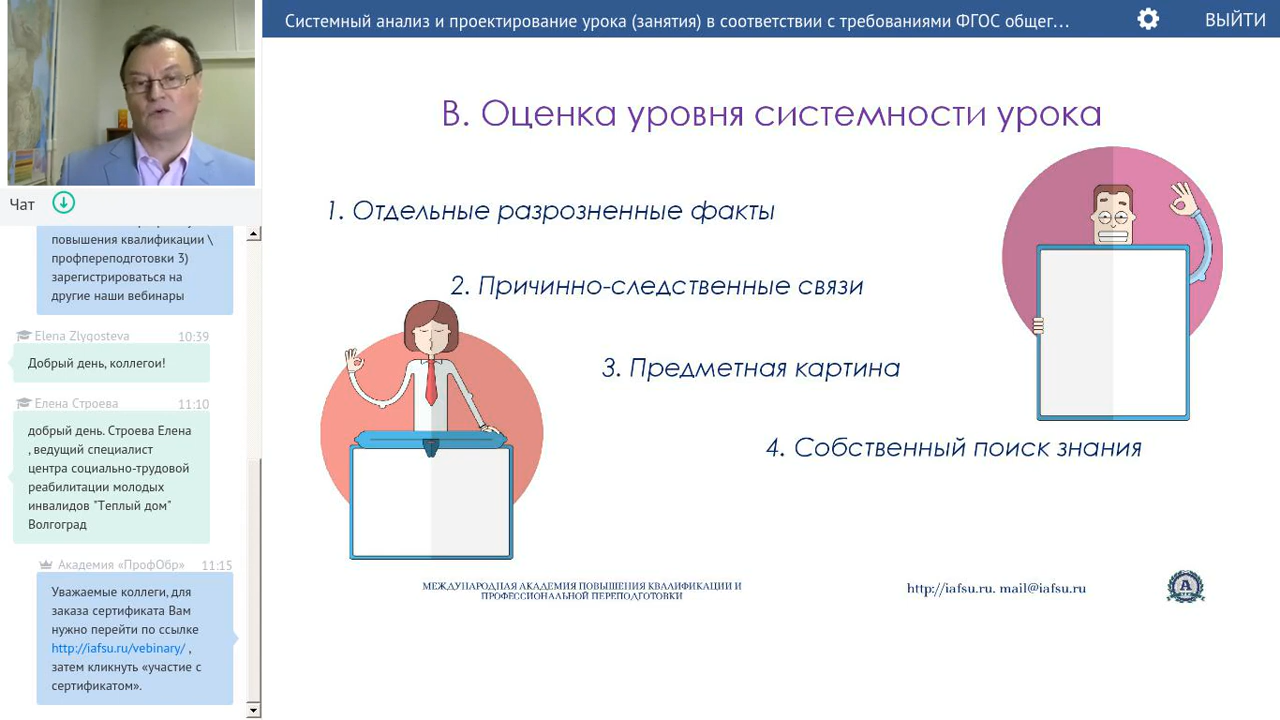 Системный анализ и проектирование урока (занятия) в соответствии с требованиями ФГОС общег...
ВЫЙТИ
Чат
повышения квалификации \
профпереподготовки 3)
зарегистрироваться на
другие наши вебинары
Elena Zlygosteva 10:39
Добрый день, коллегои!
Елена Строева 11:10
добрый день. Строева Елена
, ведущий специалист
центра социально-трудовой
реабилитации молодых
инвалидов "Теплый дом"
Волгоград
Академия «ПрофОбр» 11:15
Уважаемые коллеги, для
заказа сертификата Вам
нужно перейти по ссылке
http://iafsu.ru/vebinary/ ,
затем кликнуть «участие с
сертификатом».
В. Оценка уровня системности урока
1. Отдельные разрозненные факты
2. Причинно-следственные связи
3. Предметная картина
4. Собственный поиск знания
МЕЖДУНАРОДНАЯ АКАДЕМИЯ ПОВЫШЕНИЯ КВАЛИФИКАЦИИ И
ПРОФЕССИОНАЛЬНОЙ ПЕРЕПОДГОТОВКИ
http://iafsu.ru. mail@iafsu.ru